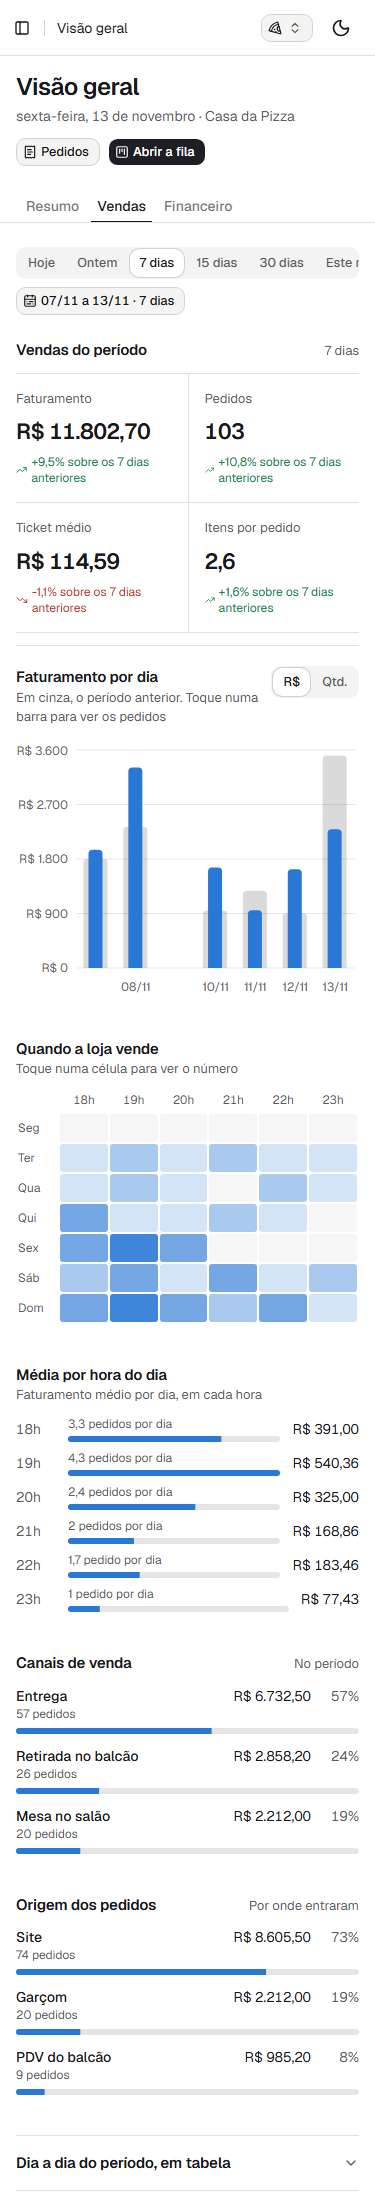 Visão geral
Visão geral
sexta-feira, 13 de novembro · Casa da Pizza
Pedidos
Abrir a fila
Resumo Vendas Financeiro
Hoje Ontem 7 dias 15 dias 30 dias Este
07/11 a 13/11 · 7 dias
Vendas do período 7 dias
Faturamento Pedidos
R$ 11.802,70 103
+9,5% sobre os 7 dias anteriores
+10,8% sobre os 7 dias anteriores
Ticket médio Itens por pedido
R$ 114,59 2,6
-1,1% sobre os 7 dias anteriores
+1,6% sobre os 7 dias anteriores
Faturamento por dia
R$ Qtd.
Em cinza, o período anterior. Toque numa
barra para ver os pedidos
R$ 3.600
R$ 2.700
R$ 1.800
R$ 900
R$ 0
08/11 10/11 11/11 12/11 13/11
Quando a loja vende
Toque numa célula para ver o número
18h 19h 20h 21h 22h 23h
Seg
Ter
Qua
Qui
Sex
Sáb
Dom
Média por hora do dia
Faturamento médio por dia, em cada hora
18h 3,3 pedidos por dia R$ 391,00
19h 4,3 pedidos por dia R$ 540,36
20h 2,4 pedidos por dia R$ 325,00
21h 2 pedidos por dia R$ 168,86
22h 1,7 pedido por dia R$ 183,46
23h 1 pedido por dia R$ 77,43
Canais de venda No período
Entrega R$ 6.732,50 57%
57 pedidos
Retirada no balcão R$ 2.858,20 24%
26 pedidos
Mesa no salão R$ 2.212,00 19%
20 pedidos
Origem dos pedidos Por onde entraram
Site R$ 8.605,50 73%
74 pedidos
Garçom R$ 2.212,00 19%
20 pedidos
PDV do balcão R$ 985,20 8%
9 pedidos
Dia a dia do período, em tabela